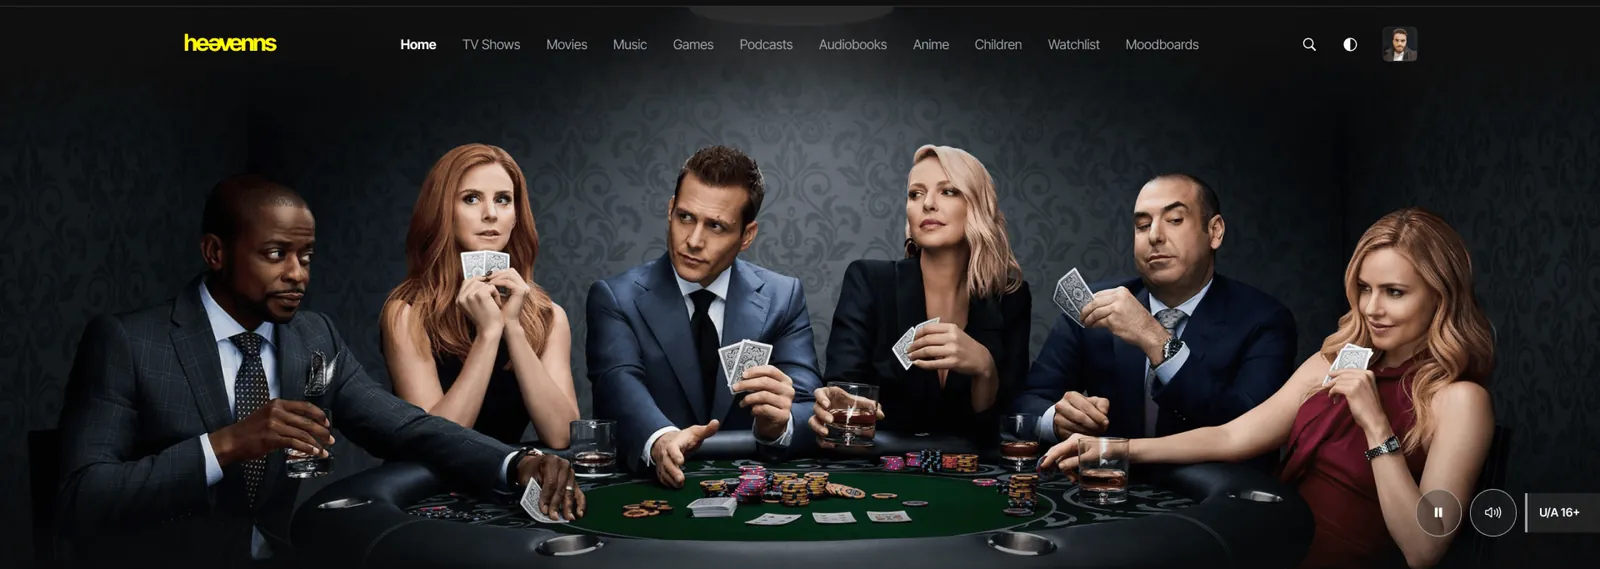 heavenns
Home TV Shows Movies Music Games Podcasts Audiobooks Anime Children Watchlist Moodboards
U/A 16+